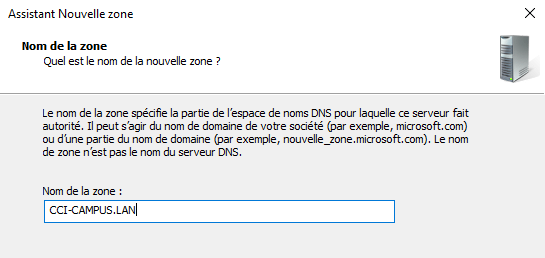 Assistant Nouvelle zone
Nom de la zone
Quel est le nom de la nouvelle zone ?
Le nom de la zone spécifie la partie de l'espace de noms DNS pour laquelle ce serveur fait
autorité. Il peut s'agir du nom de domaine de votre société (par exemple, microsoft.com)
ou d'une partie du nom de domaine (par exemple, nouvelle_zone.microsoft.com). Le nom
de zone n'est pas le nom du serveur DNS.
Nom de la zone :
CCI-CAMPUS.LAN